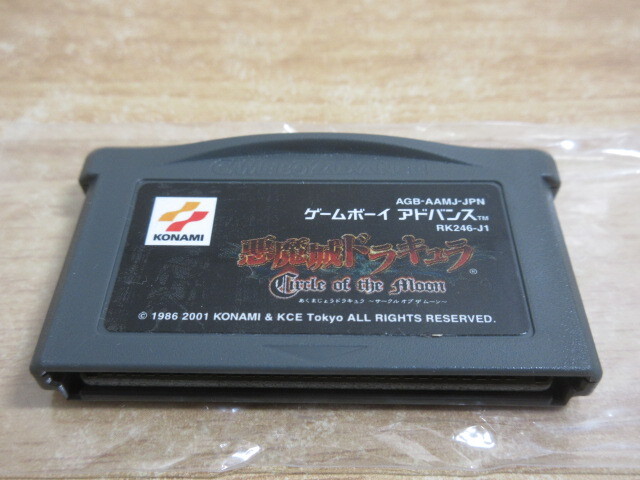 AGB-AAMJ-JPN
ゲームボーイ アドバンス™
RK246-J1
KONAMI
悪魔城ドラキュラ®
Circle of the Moon
あくまじょうドラキュラ ～サークル オブ ザ ムーン～
© 1986 2001 KONAMI & KCE Tokyo ALL RIGHTS RESERVED.